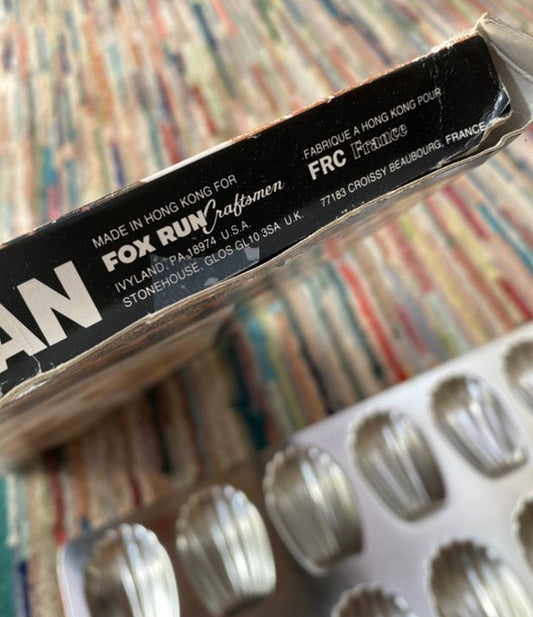 AN
MADE IN HONG KONG FOR
FOX RUN Craftsmen
IVYLAND, PA 18974 U.S.A.
STONEHOUSE, GLOS GL10 3SA U.K.
FABRIQUE A HONG KONG POUR
FRC France
77183 CROISSY BEAUBOURG, FRANCE